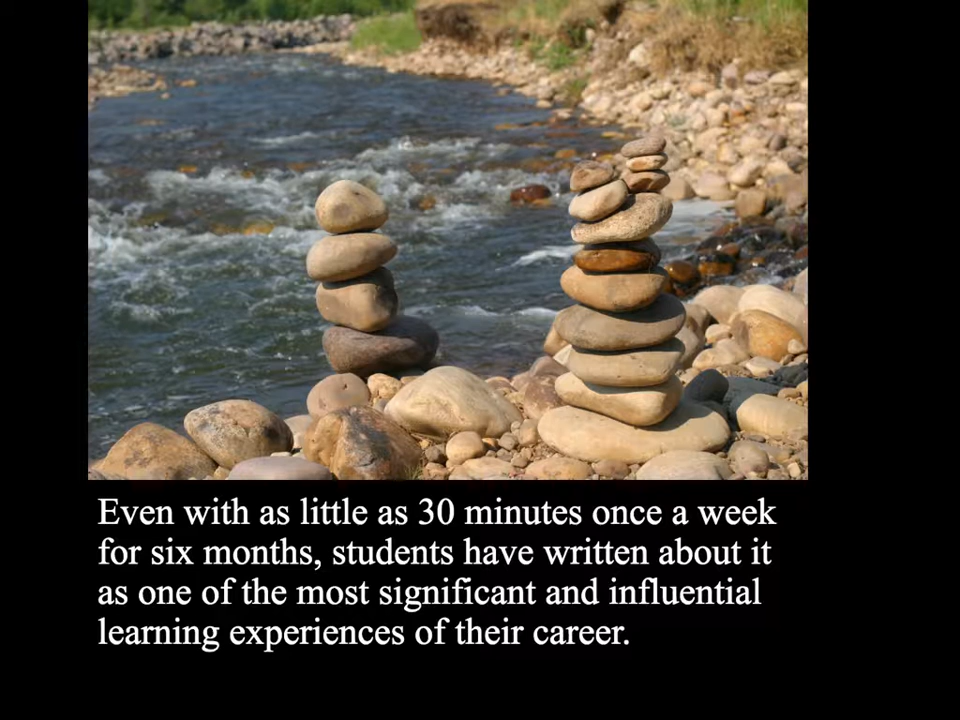 Even with as little as 30 minutes once a week
for six months, students have written about it
as one of the most significant and influential
learning experiences of their career.